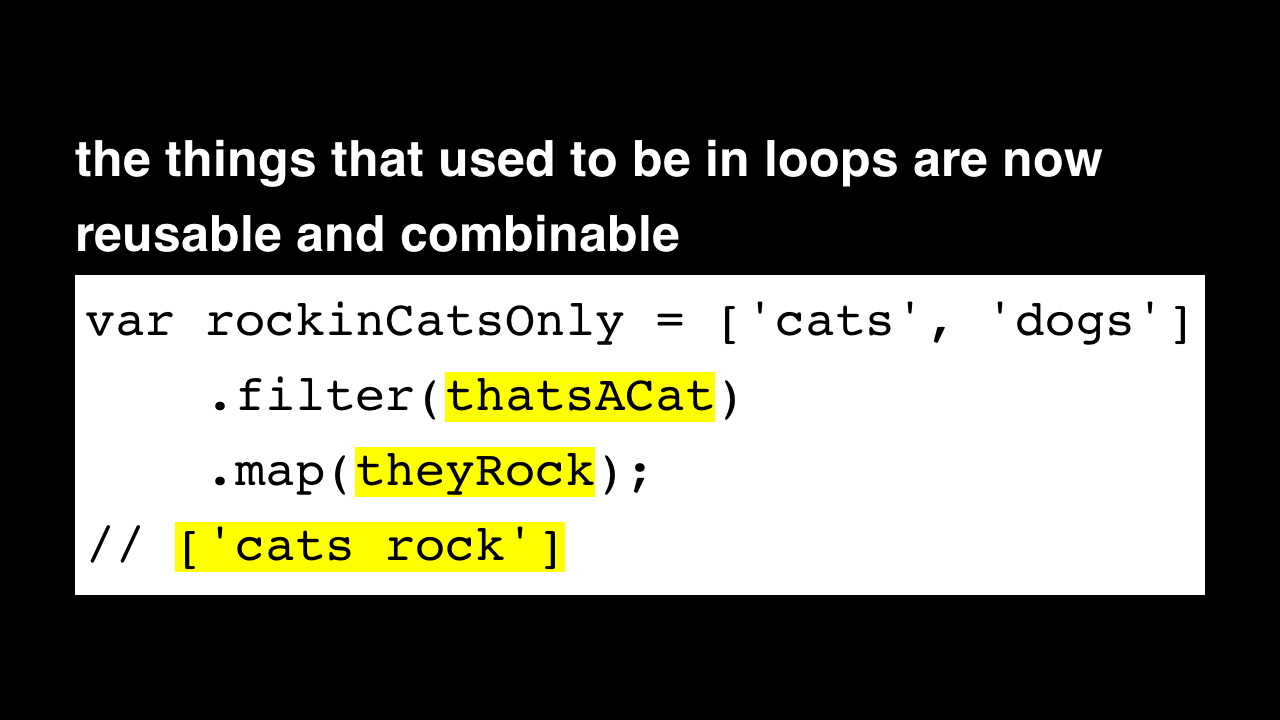 the things that used to be in loops are now
reusable and combinable
var rockinCatsOnly = ['cats', 'dogs']
    .filter(thatsACat)
    .map(theyRock);
// ['cats rock']